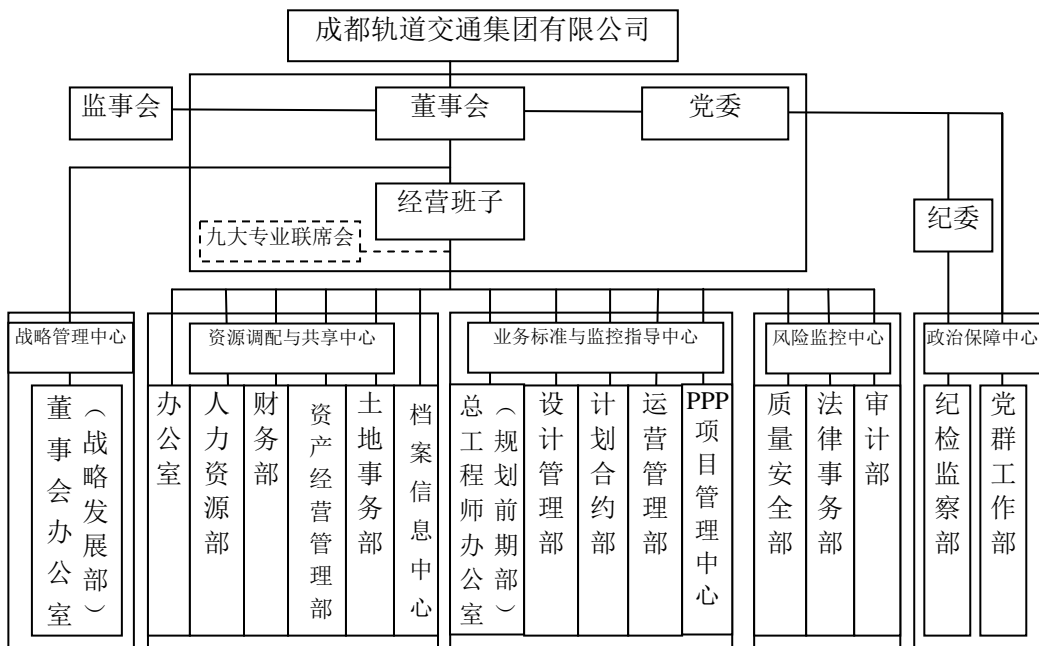 成都轨道交通集团有限公司
监事会
董事会
党委
经营班子
九大专业联席会
纪委
战略管理中心
资源调配与共享中心
业务标准与监控指导中心
风险监控中心
政治保障中心
董事会办公室
（战略发展部）
办公室
人力资源部
财务部
资产经营管理部
土地事务部
档案信息中心
总工程师办公室
（规划前期部）
设计管理部
计划合约部
运营管理部
PPP项目管理中心
质量安全部
法律事务部
审计部
纪检监察部
党群工作部